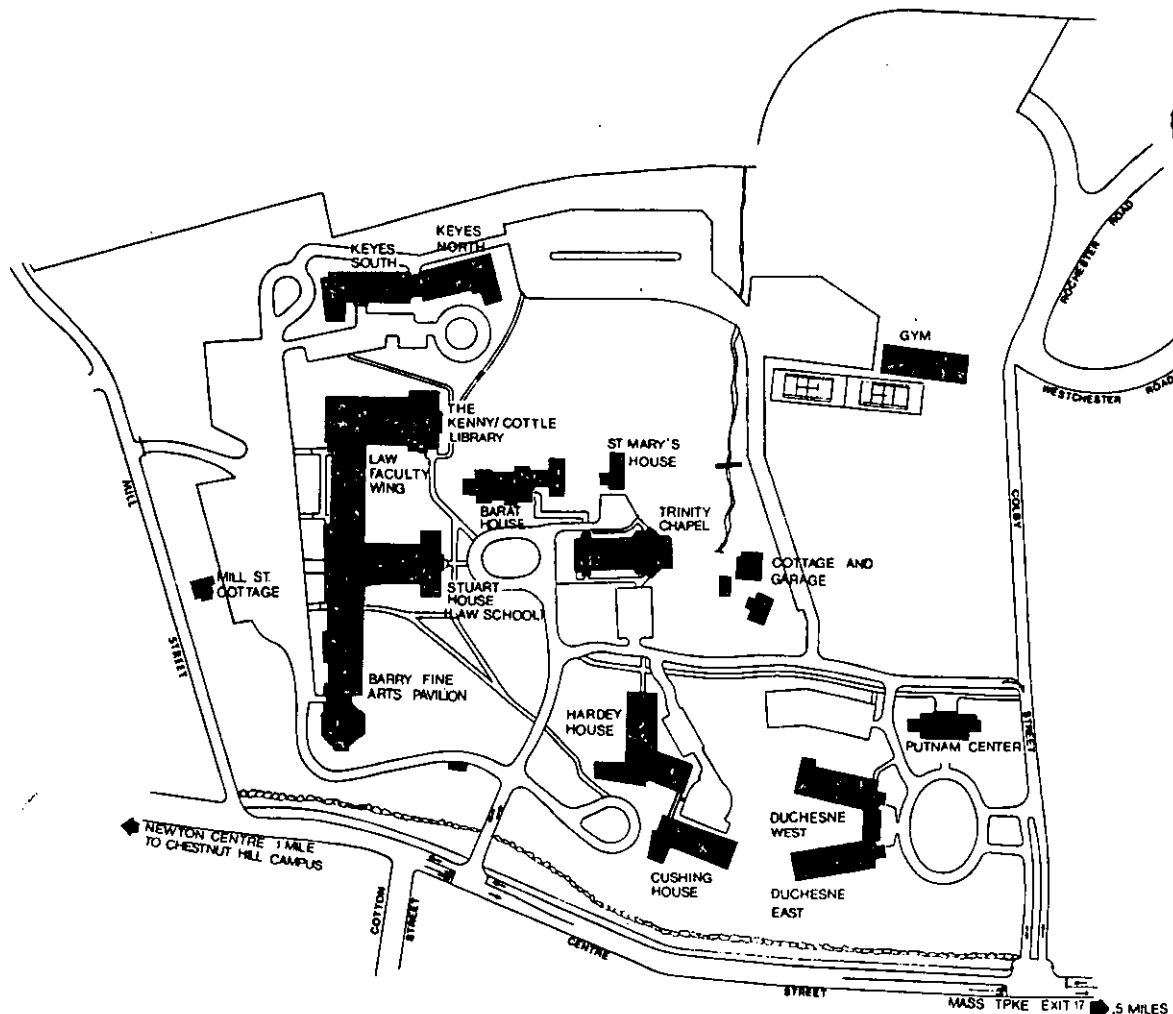 KEYES
NORTH
KEYES
SOUTH
ROCHESTER ROAD
GYM
WESTCHESTER ROAD
THE
KENNY/COTTLE
LIBRARY
LAW
FACULTY
WING
ST MARY'S
HOUSE
BARAT
HOUSE
TRINITY
CHAPEL
MILL
STREET
COLBY
STREET
COTTAGE AND
GARAGE
MILL ST.
COTTAGE
STUART
HOUSE
(LAW SCHOOL)
BARRY FINE
ARTS PAVILION
HARDEY
HOUSE
PUTNAM CENTER
DUCHESNE
WEST
DUCHESNE
EAST
CUSHING
HOUSE
NEWTON CENTRE 1 MILE
TO CHESTNUT HILL CAMPUS
COTTON
STREET
CENTRE
STREET
MASS TPKE EXIT 17 .5 MILES